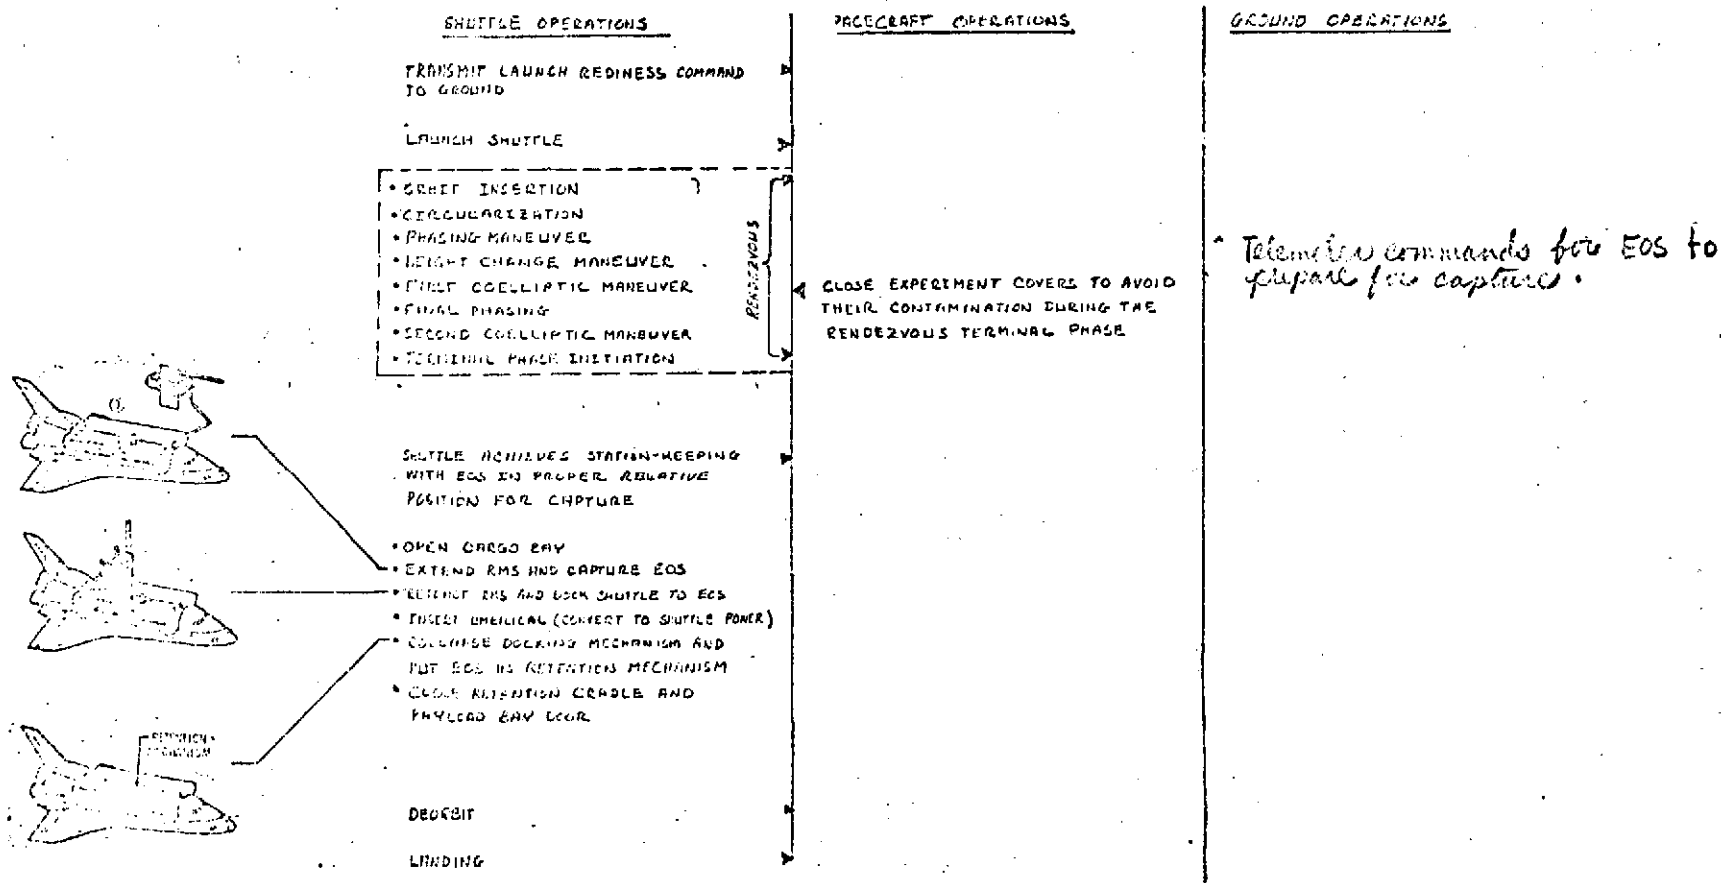 SHUTTLE OPERATIONS
PACECRAFT OPERATIONS
GROUND OPERATIONS
TRANSMIT LAUNCH REDINESS COMMAND
TO GROUND
LAUNCH SHUTTLE
• ORBIT INSERTION
• CIRCULARIZATION
• PHASING MANEUVER
• HEIGHT CHANGE MANEUVER
• FIRST COELLIPTIC MANEUVER
• FINAL PHASING
• SECOND COELLIPTIC MANEUVER
• TERMINAL PHASE INITIATION
RENDEZVOUS
CLOSE EXPERIMENT COVERS TO AVOID
THEIR CONTAMINATION DURING THE
RENDEZVOUS TERMINAL PHASE
• Telemeter commands for EOS to
prepare for capture.
SHUTTLE ACHIEVES STATION-KEEPING
WITH EOS IN PROPER RELATIVE
POSITION FOR CAPTURE
• OPEN CARGO BAY
• EXTEND RMS AND CAPTURE EOS
• RETRACT RMS AND DOCK SHUTTLE TO EOS
• INSERT UMBILICAL (CONVERT TO SHUTTLE POWER)
• COLLAPSE DOCKING MECHANISM AND
PUT EOS IN RETENTION MECHANISM
• CLOSE RETENTION CRADLE AND
PAYLOAD BAY DOOR
RETENTION
MECHANISM
DEORBIT
LANDING